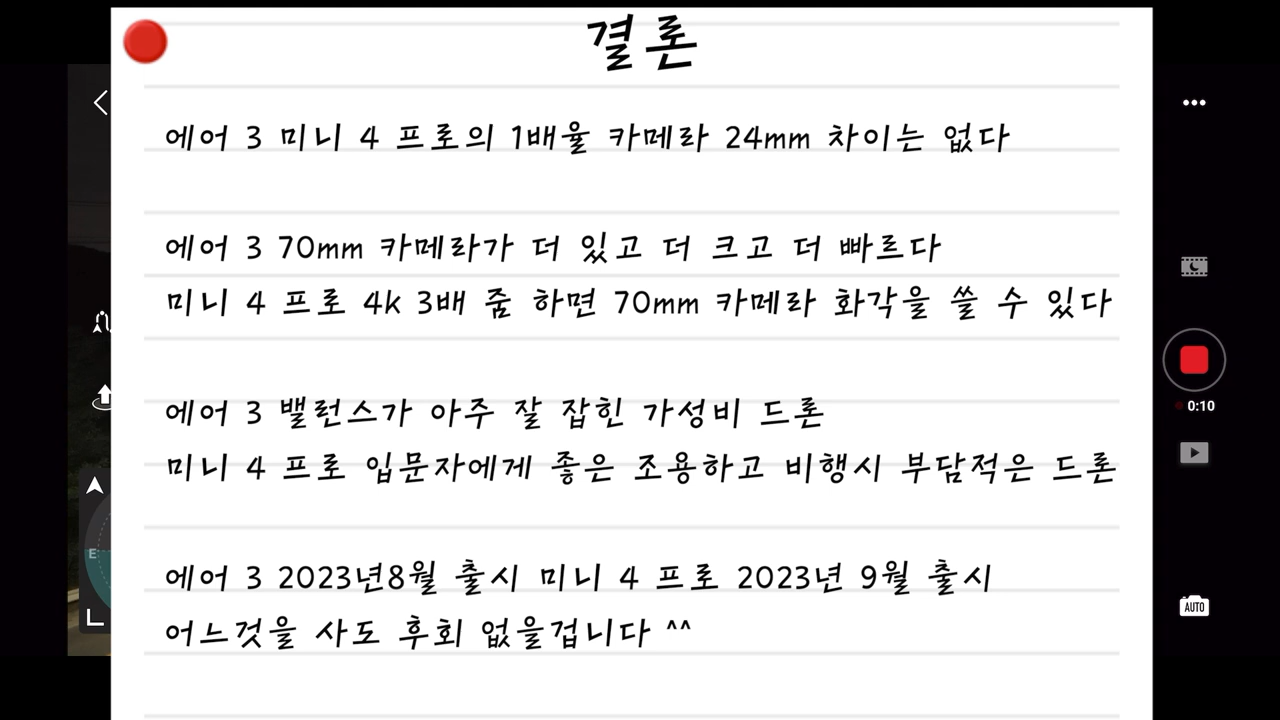 결론
에어 3 미니 4 프로의 1배율 카메라 24mm 차이는 없다
에어 3 70mm 카메라가 더 있고 더 크고 더 빠르다
미니 4 프로 4k 3배 줌 하면 70mm 카메라 화각을 쓸 수 있다
에어 3 밸런스가 아주 잘 잡힌 가성비 드론
미니 4 프로 입문자에게 좋은 조용하고 비행시 부담적은 드론
에어 3 2023년8월 출시 미니 4 프로 2023년 9월 출시
어느것을 사도 후회 없을겁니다 ^^
0:10
E
AUTO